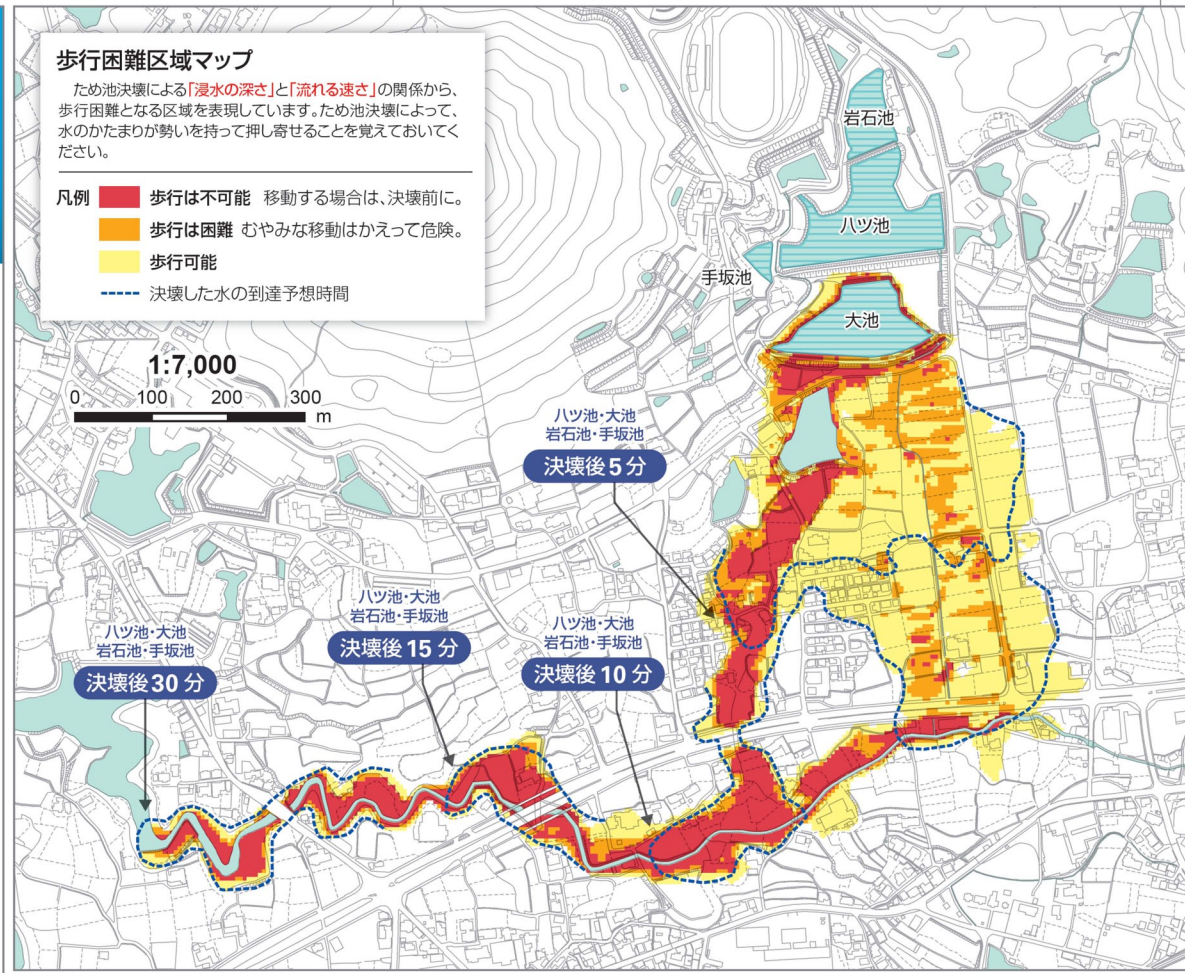 歩行困難区域マップ
ため池決壊による「浸水の深さ」と「流れる速さ」の関係から、
歩行困難となる区域を表現しています。ため池決壊によって、
水のかたまりが勢いを持って押し寄せることを覚えておいてく
ださい。
凡例 歩行は不可能 移動する場合は、決壊前に。
歩行は困難 むやみな移動はかえって危険。
歩行可能
決壊した水の到達予想時間
1:7,000
0 100 200 300
m
岩石池
八ツ池
手坂池
大池
八ツ池・大池
岩石池・手坂池
決壊後5分
八ツ池・大池
岩石池・手坂池
決壊後15分
八ツ池・大池
岩石池・手坂池
決壊後10分
八ツ池・大池
岩石池・手坂池
決壊後30分